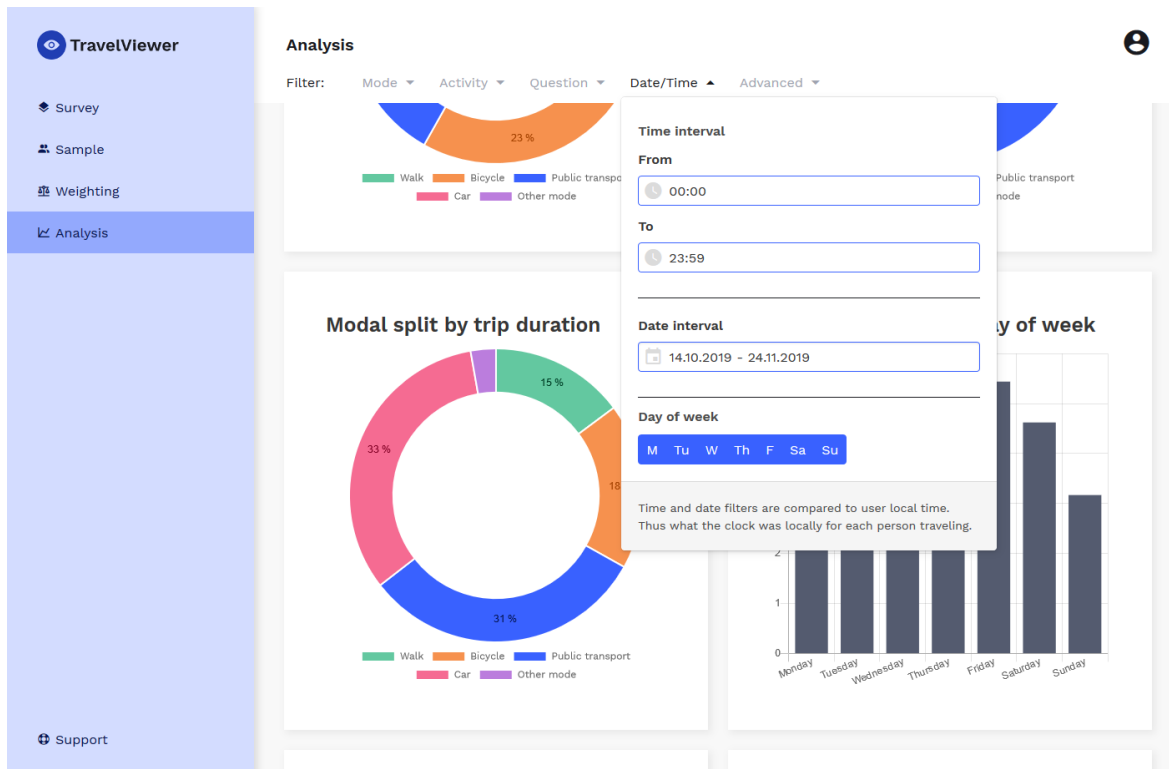 TravelViewer
Survey
Sample
Weighting
Analysis
Support
Analysis
Filter: Mode Activity Question Date/Time Advanced
23 %
Walk Bicycle Public
Car Other mode
Public transport
Time interval
From
00:00
To
23:59
Date interval
14.10.2019 - 24.11.2019
Day of week
M Tu W Th F Sa Su
Time and date filters are compared to user local time.
Thus what the clock was locally for each person traveling.
Modal split by trip duration
15 %
33 %
18
31 %
Walk Bicycle Public transport
Car Other mode
of week
2
1
0
Monday Tuesday Wednesday Thursday Friday Saturday Sunday